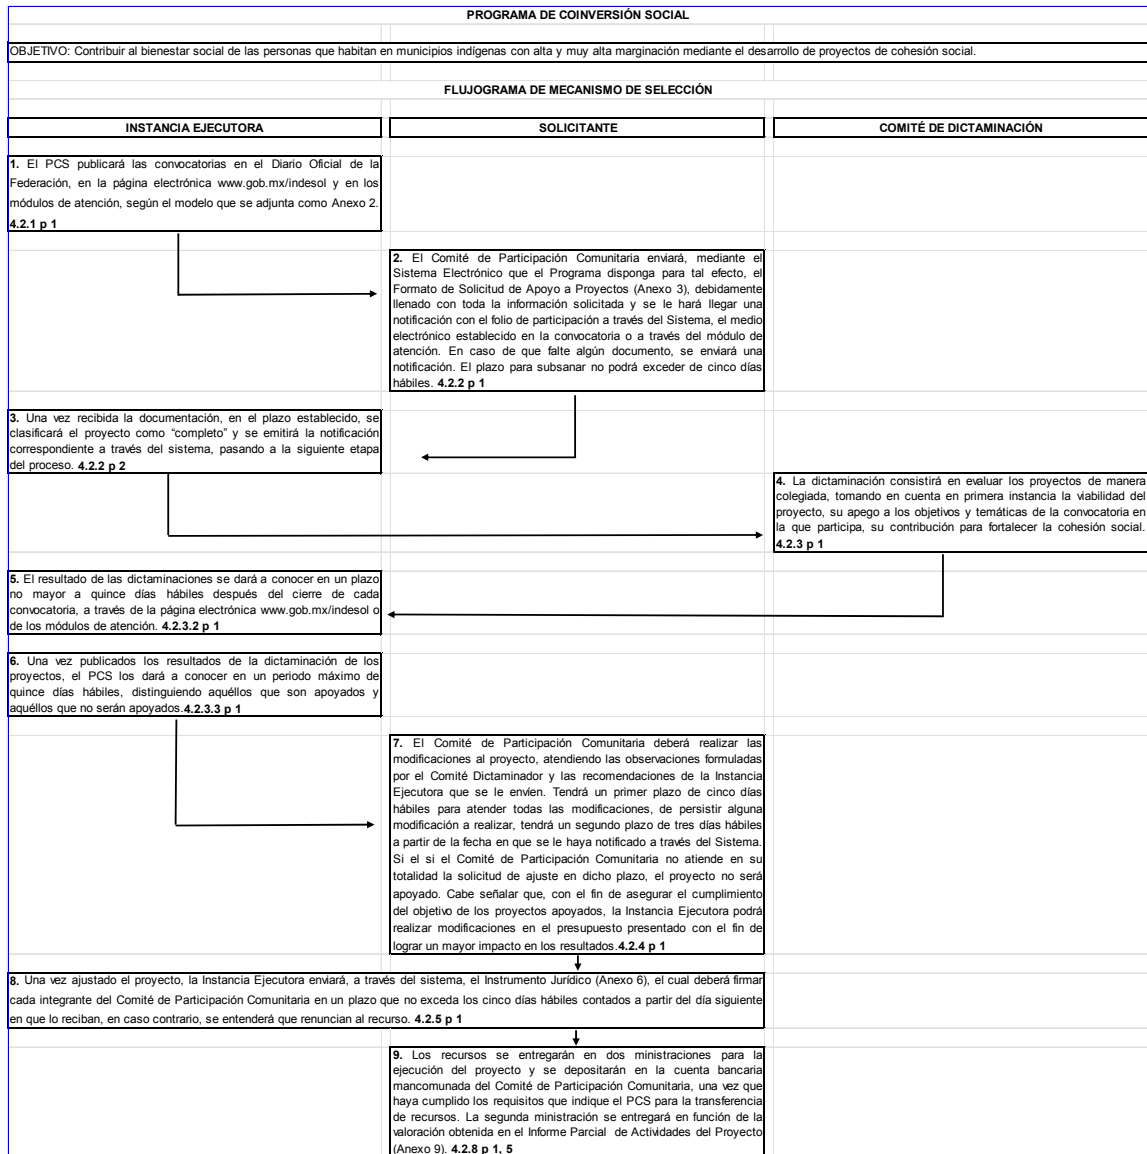 PROGRAMA DE COINVERSIÓN SOCIAL
OBJETIVO: Contribuir al bienestar social de las personas que habitan en municipios indígenas con alta y muy alta marginación mediante el desarrollo de proyectos de cohesión social.
FLUJOGRAMA DE MECANISMO DE SELECCIÓN
INSTANCIA EJECUTORA
SOLICITANTE
COMITÉ DE DICTAMINACIÓN
1. El PCS publicará las convocatorias en el Diario Oficial de la
Federación, en la página electrónica www.gob.mx/indesol y en los
módulos de atención, según el modelo que se adjunta como Anexo 2.
4.2.1 p 1
2. El Comité de Participación Comunitaria enviará, mediante el
Sistema Electrónico que el Programa disponga para tal efecto, el
Formato de Solicitud de Apoyo a Proyectos (Anexo 3), debidamente
llenado con toda la información solicitada y se le hará llegar una
notificación con el folio de participación a través del Sistema, el medio
electrónico establecido en la convocatoria o a través del módulo de
atención. En caso de que falte algún documento, se enviará una
notificación. El plazo para subsanar no podrá exceder de cinco días
hábiles. 4.2.2 p 1
3. Una vez recibida la documentación, en el plazo establecido, se
clasificará el proyecto como “completo” y se emitirá la notificación
correspondiente a través del sistema, pasando a la siguiente etapa
del proceso. 4.2.2 p 2
4. La dictaminación consistirá en evaluar los proyectos de manera
colegiada, tomando en cuenta en primera instancia la viabilidad del
proyecto, su apego a los objetivos y temáticas de la convocatoria en
la que participa, su contribución para fortalecer la cohesión social.
4.2.3 p 1
5. El resultado de las dictaminaciones se dará a conocer en un plazo
no mayor a quince días hábiles después del cierre de cada
convocatoria, a través de la página electrónica www.gob.mx/indesol o
de los módulos de atención. 4.2.3.2 p 1
6. Una vez publicados los resultados de la dictaminación de los
proyectos, el PCS los dará a conocer en un periodo máximo de
quince días hábiles, distinguiendo aquéllos que son apoyados y
aquéllos que no serán apoyados.4.2.3.3 p 1
7. El Comité de Participación Comunitaria deberá realizar las
modificaciones al proyecto, atendiendo las observaciones formuladas
por el Comité Dictaminador y las recomendaciones de la Instancia
Ejecutora que se le envíen. Tendrá un primer plazo de cinco días
hábiles para atender todas las modificaciones, de persistir alguna
modificación a realizar, tendrá un segundo plazo de tres días hábiles
a partir de la fecha en que se le haya notificado a través del Sistema.
Si el si el Comité de Participación Comunitaria no atiende en su
totalidad la solicitud de ajuste en dicho plazo, el proyecto no será
apoyado. Cabe señalar que, con el fin de asegurar el cumplimiento
del objetivo de los proyectos apoyados, la Instancia Ejecutora podrá
realizar modificaciones en el presupuesto presentado con el fin de
lograr un mayor impacto en los resultados.4.2.4 p 1
8. Una vez ajustado el proyecto, la Instancia Ejecutora enviará, a través del sistema, el Instrumento Jurídico (Anexo 6), el cual deberá firmar
cada integrante del Comité de Participación Comunitaria en un plazo que no exceda los cinco días hábiles contados a partir del día siguiente
en que lo reciban, en caso contrario, se entenderá que renuncian al recurso. 4.2.5 p 1
9. Los recursos se entregarán en dos ministraciones para la
ejecución del proyecto y se depositarán en la cuenta bancaria
mancomunada del Comité de Participación Comunitaria, una vez que
haya cumplido los requisitos que indique el PCS para la transferencia
de recursos. La segunda ministración se entregará en función de la
valoración obtenida en el Informe Parcial de Actividades del Proyecto
(Anexo 9). 4.2.8 p 1, 5